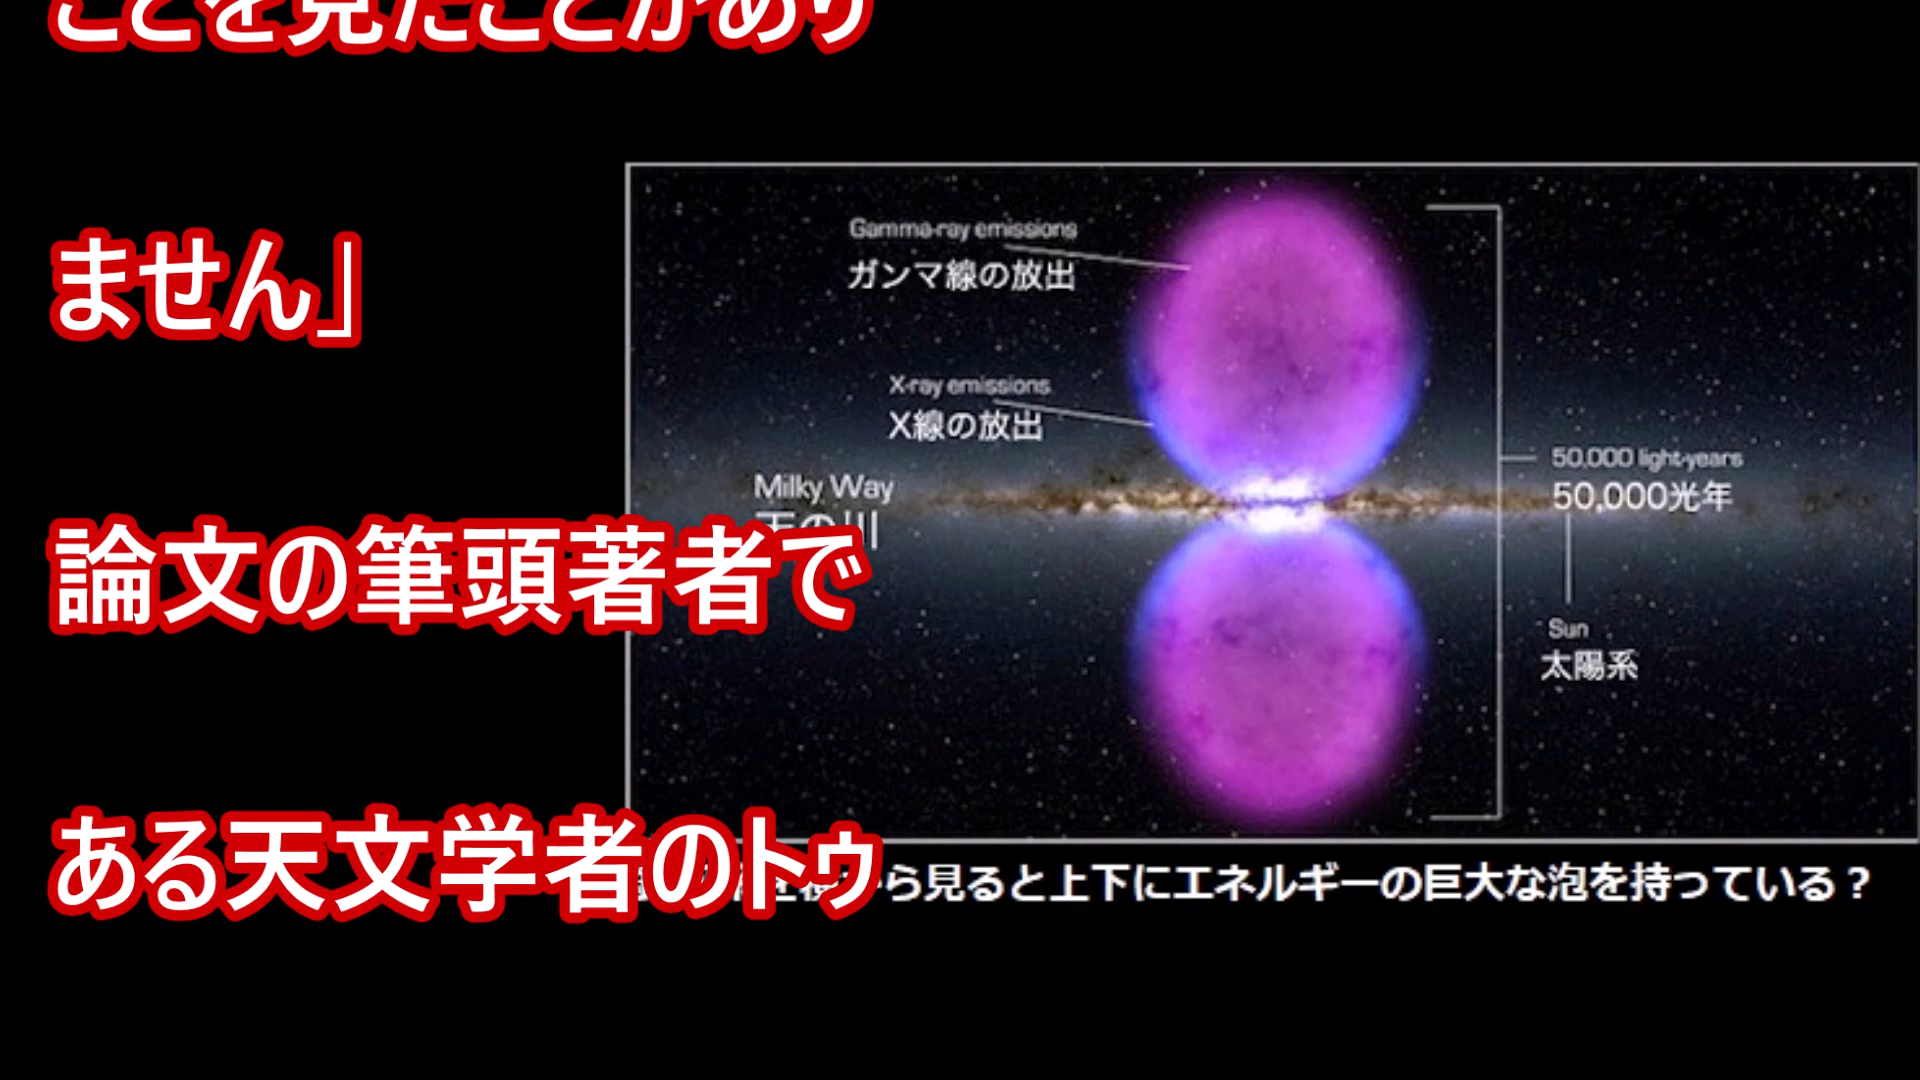 ことを見たことがあり
ません」
論文の筆頭著者で
ある天文学者のトゥ
Gamma-ray emissions
ガンマ線の放出
X-ray emissions
X線の放出
Milky Way
天の川
50,000 light-years
50,000光年
Sun
太陽系
から見ると上下にエネルギーの巨大な泡を持っている？